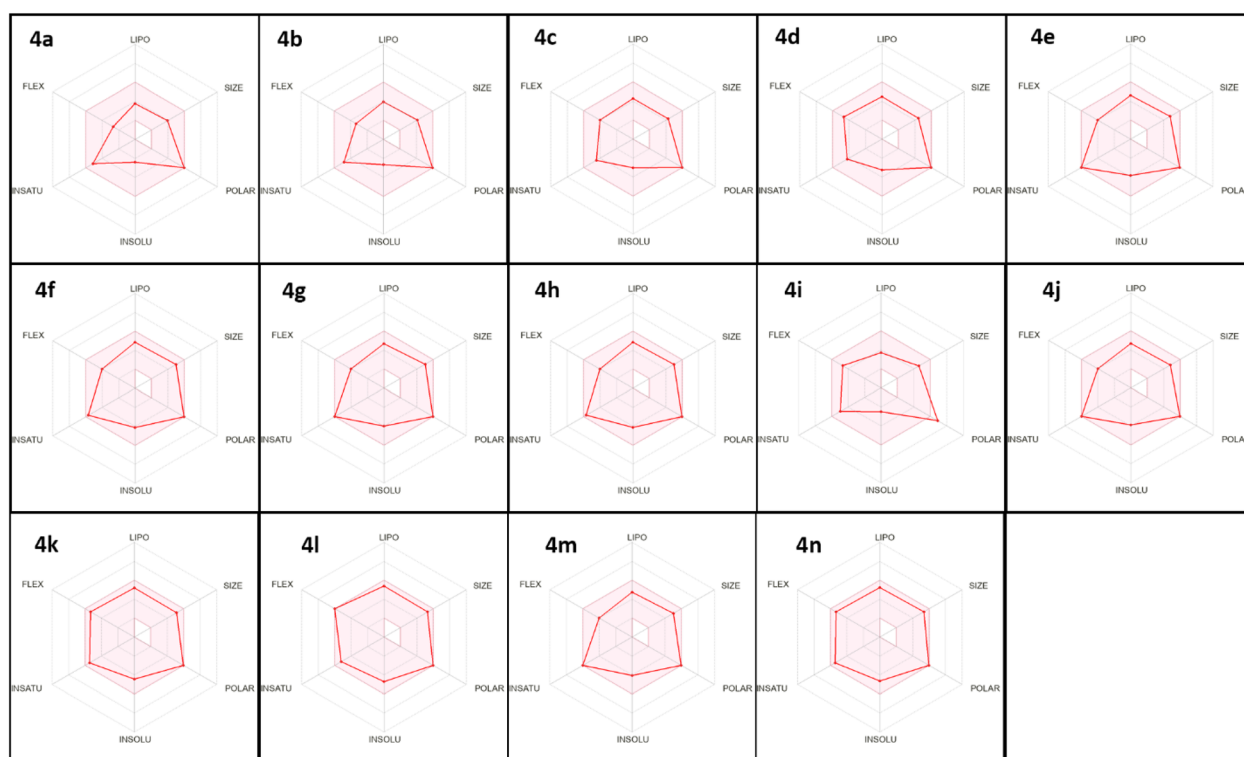 4a
LIPO
FLEX
SIZE
INSATU
POLAR
INSOLU
4b
LIPO
FLEX
SIZE
INSATU
POLAR
INSOLU
4c
LIPO
FLEX
SIZE
INSATU
POLAR
INSOLU
4d
LIPO
FLEX
SIZE
INSATU
POLAR
INSOLU
4e
LIPO
FLEX
SIZE
INSATU
POLAR
INSOLU
4f
LIPO
FLEX
SIZE
INSATU
POLAR
INSOLU
4g
LIPO
FLEX
SIZE
INSATU
POLAR
INSOLU
4h
LIPO
FLEX
SIZE
INSATU
POLAR
INSOLU
4i
LIPO
FLEX
SIZE
INSATU
POLAR
INSOLU
4j
LIPO
FLEX
SIZE
INSATU
POLAR
INSOLU
4k
LIPO
FLEX
SIZE
INSATU
POLAR
INSOLU
4l
LIPO
FLEX
SIZE
INSATU
POLAR
INSOLU
4m
LIPO
FLEX
SIZE
INSATU
POLAR
INSOLU
4n
LIPO
FLEX
SIZE
INSATU
POLAR
INSOLU